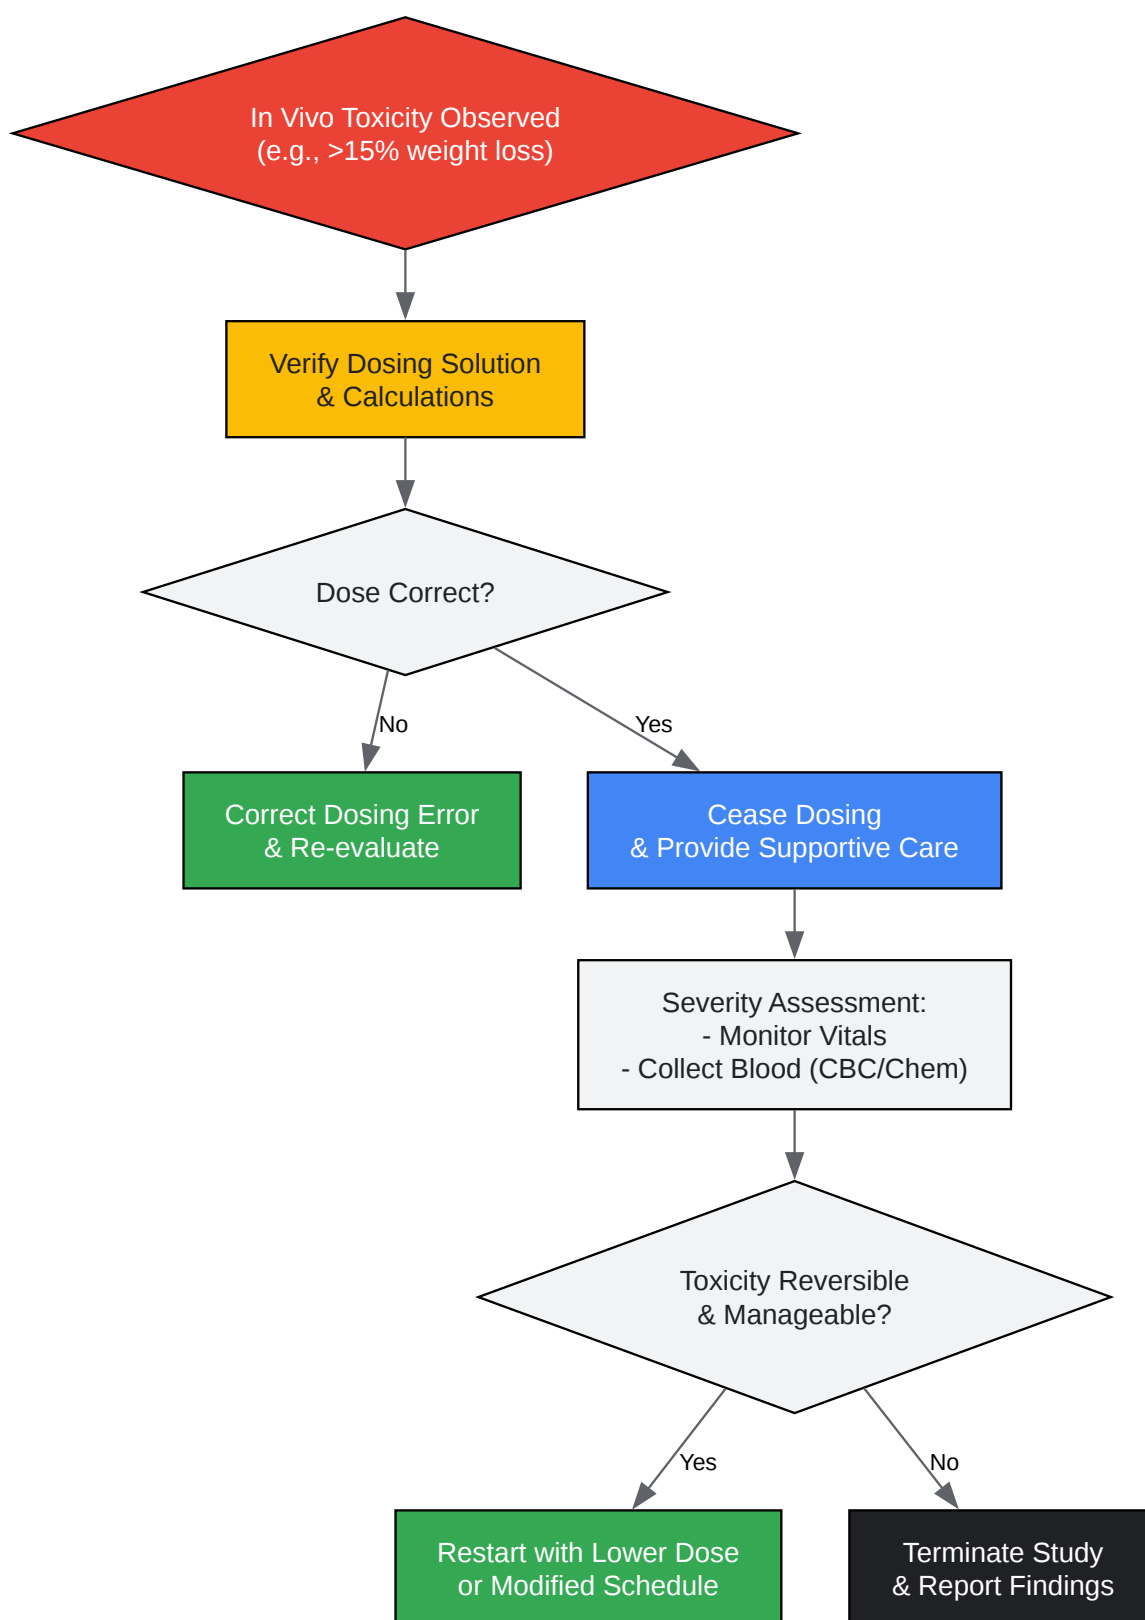 In Vivo Toxicity Observed
(e.g., >15% weight loss)
Verify Dosing Solution
& Calculations
Dose Correct?
No
Yes
Correct Dosing Error
& Re-evaluate
Cease Dosing
& Provide Supportive Care
Severity Assessment:
- Monitor Vitals
- Collect Blood (CBC/Chem)
Toxicity Reversible
& Manageable?
Yes
No
Restart with Lower Dose
or Modified Schedule
Terminate Study
& Report Findings